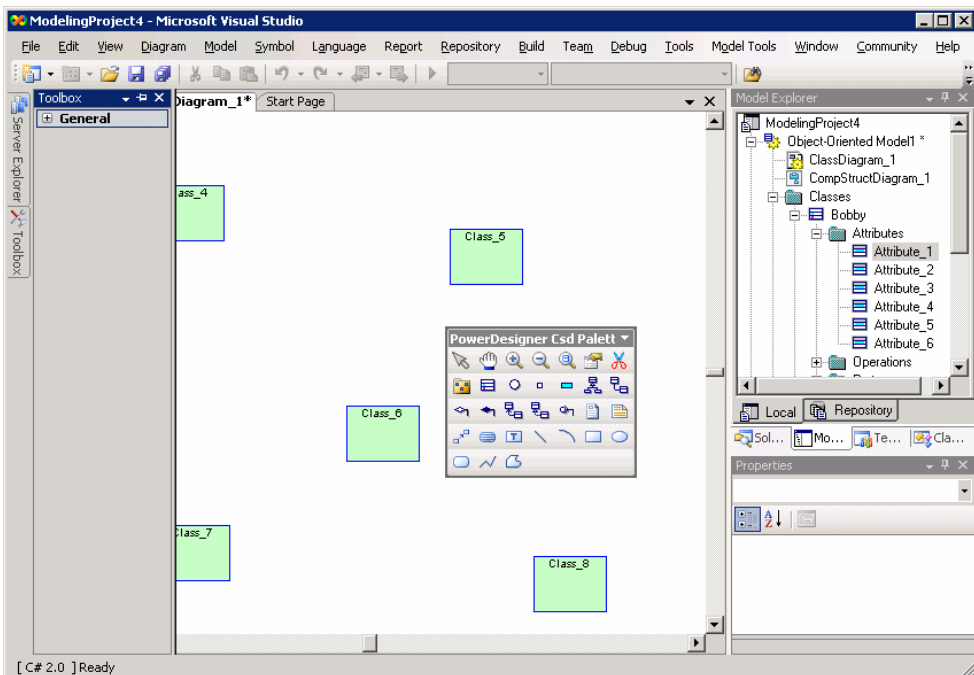 ModelingProject4 - Microsoft Visual Studio
File Edit View Diagram Model Symbol Language Report Repository Build Team Debug Tools Model Tools Window Community Help
Server Explorer
Toolbox
Toolbox
General
Diagram_1* Start Page
ass_4
Class_5
PowerDesigner Csd Palett
Class_6
Class_7
Class_8
Model Explorer
ModelingProject4
Object-Oriented Model1 *
ClassDiagram_1
CompStructDiagram_1
Classes
Bobby
Attributes
Attribute_1
Attribute_2
Attribute_3
Attribute_4
Attribute_5
Attribute_6
Operations
Local Repository
Sol... Mo... Te... Cla...
Properties
[ C# 2.0 ] Ready